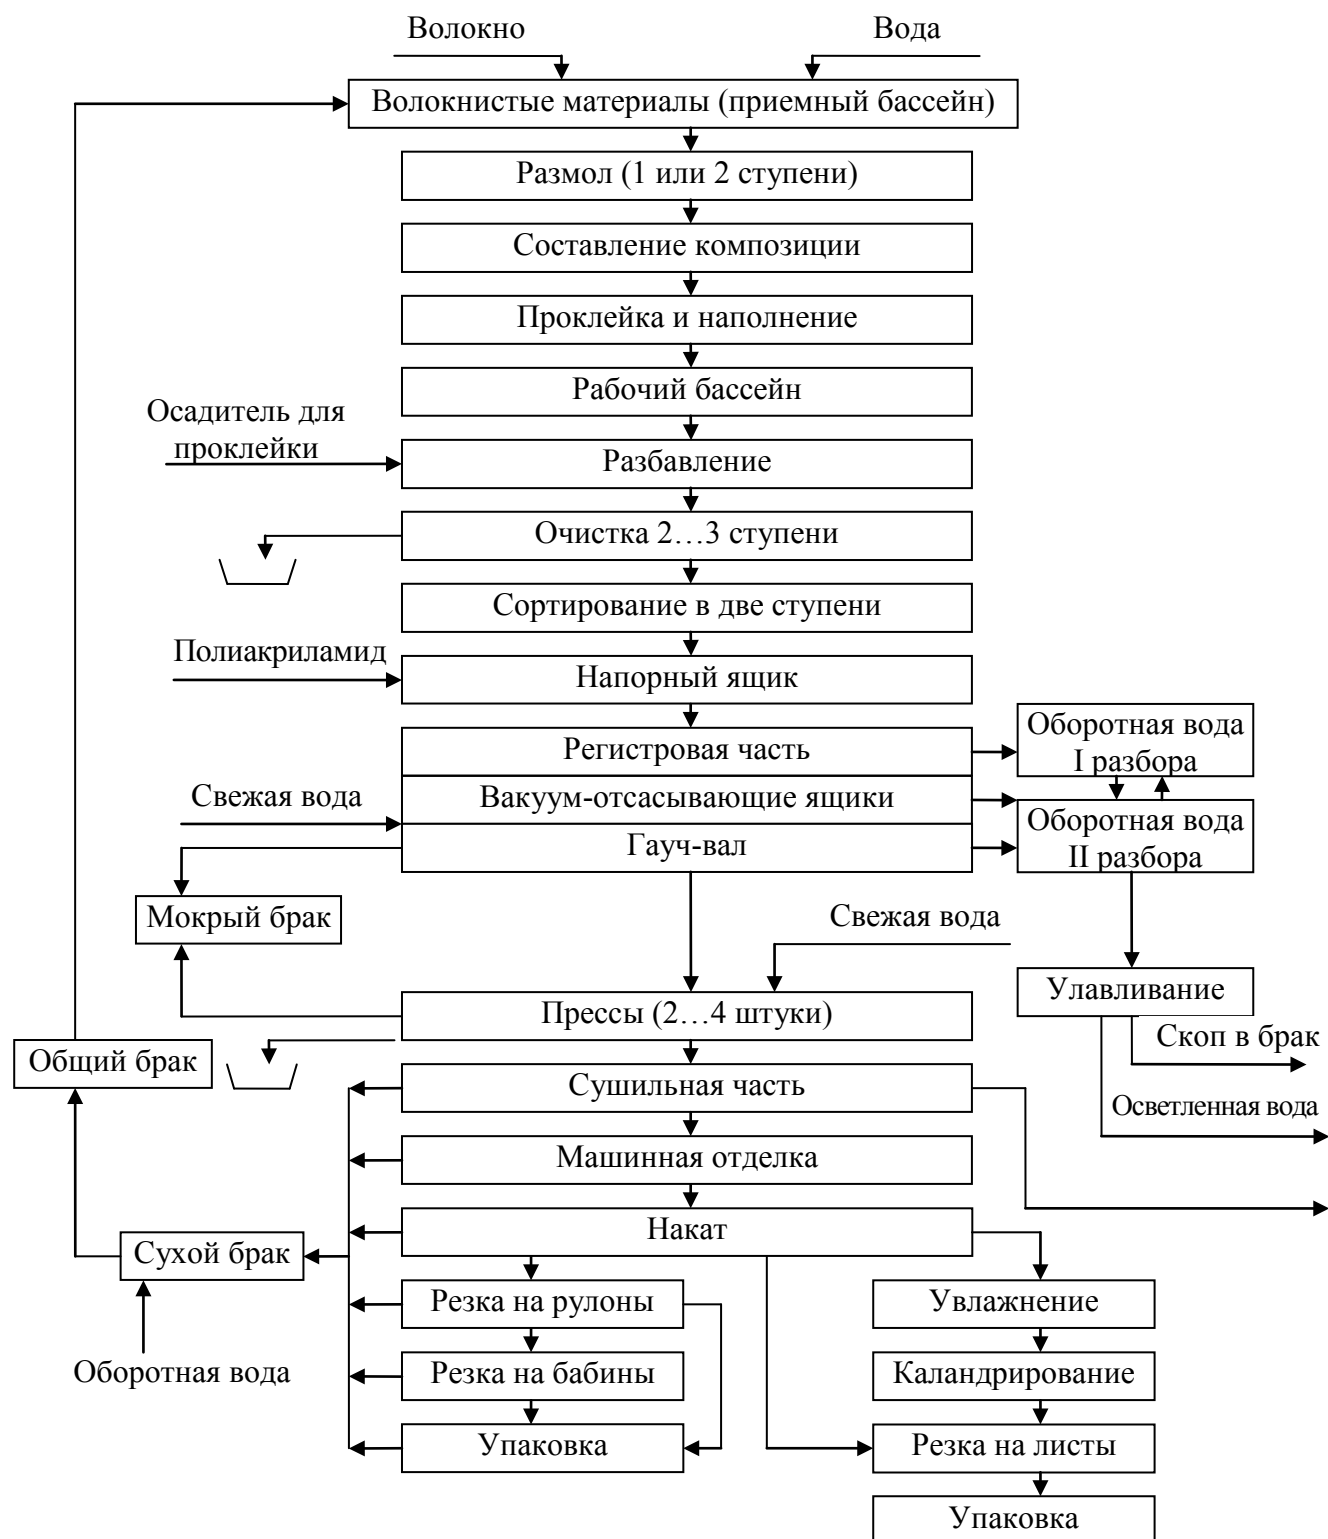 Волокно
Вода
Волокнистые материалы (приемный бассейн)
Размол (1 или 2 ступени)
Составление композиции
Проклейка и наполнение
Рабочий бассейн
Осадитель для
проклейки
Разбавление
Очистка 2…3 ступени
Сортирование в две ступени
Полиакриламид
Напорный ящик
Регистровая часть
Оборотная вода
I разбора
Свежая вода
Вакуум-отсасывающие ящики
Гауч-вал
Оборотная вода
II разбора
Мокрый брак
Свежая вода
Улавливание
Прессы (2…4 штуки)
Скоп в брак
Общий брак
Сушильная часть
Осветленная вода
Машинная отделка
Накат
Сухой брак
Резка на рулоны
Увлажнение
Оборотная вода
Резка на бабины
Каландрирование
Упаковка
Резка на листы
Упаковка